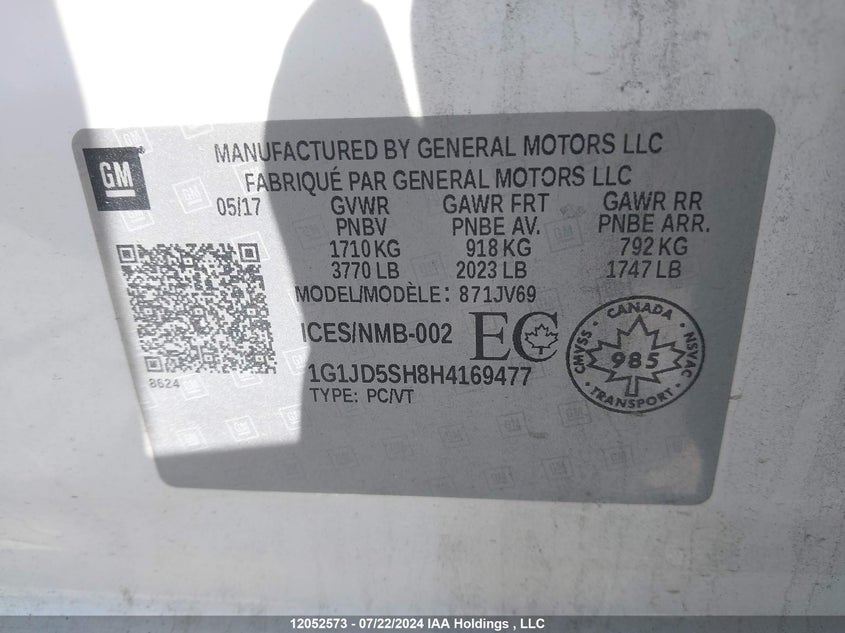 GM
MANUFACTURED BY GENERAL MOTORS LLC
FABRIQUÉ PAR GENERAL MOTORS LLC
05/17 GVWR GAWR FRT GAWR RR
PNBV PNBE AV. PNBE ARR.
1710 KG 918 KG 792 KG
3770 LB 2023 LB 1747 LB
MODEL/MODÈLE: 871JV69
ICES/NMB-002 EC
8624
1G1JD5SH8H4169477
TYPE: PC/VT
CANADA
CMVSS 985 NSVAC
TRANSPORT
12052573 - 07/22/2024 IAA Holdings , LLC